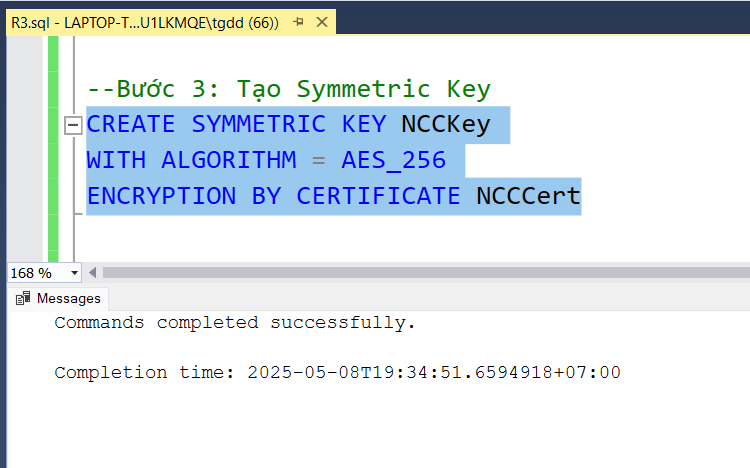 R3.sql - LAPTOP-T...U1LKMQE\tgdd (66))
--Bước 3: Tạo Symmetric Key
CREATE SYMMETRIC KEY NCCKey
WITH ALGORITHM = AES_256
ENCRYPTION BY CERTIFICATE NCCCert
168 %
Messages
Commands completed successfully.
Completion time: 2025-05-08T19:34:51.6594918+07:00